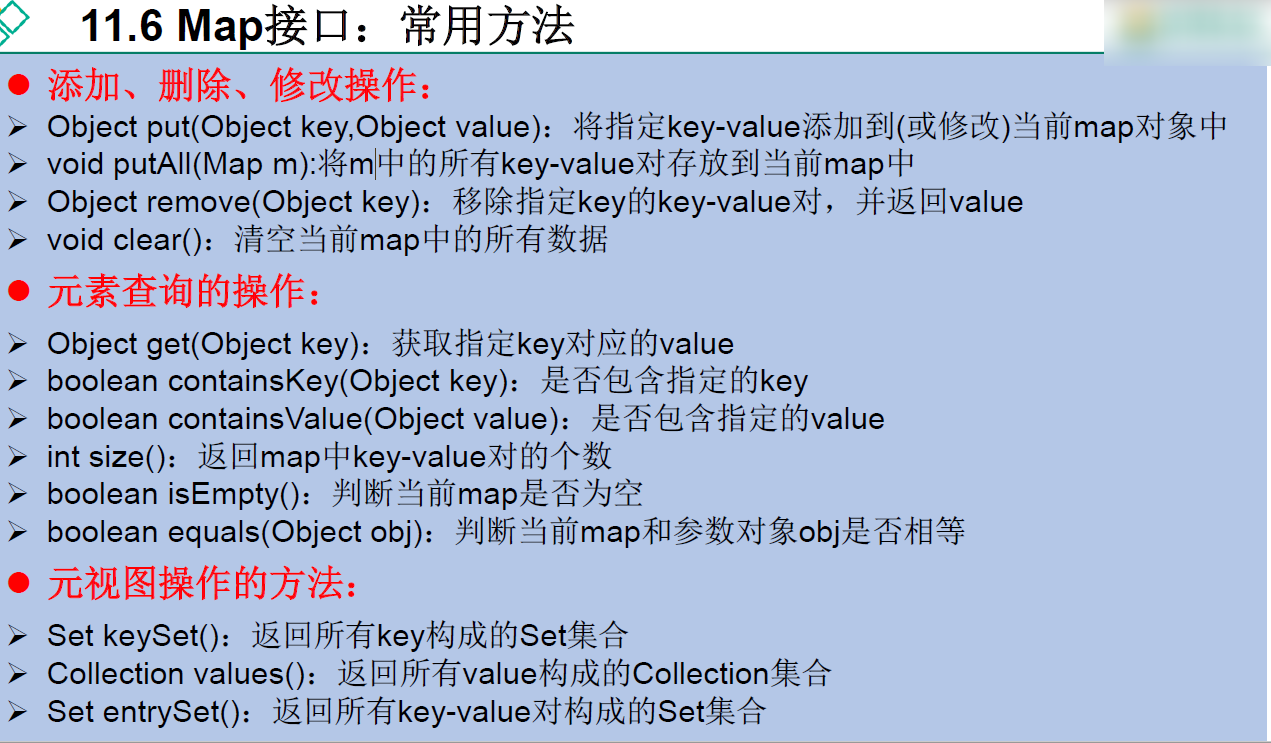 11.6 Map接口：常用方法
● 添加、删除、修改操作：
➢ Object put(Object key,Object value)：将指定key-value添加到(或修改)当前map对象中
➢ void putAll(Map m):将m中的所有key-value对存放到当前map中
➢ Object remove(Object key)：移除指定key的key-value对，并返回value
➢ void clear()：清空当前map中的所有数据
● 元素查询的操作：
➢ Object get(Object key)：获取指定key对应的value
➢ boolean containsKey(Object key)：是否包含指定的key
➢ boolean containsValue(Object value)：是否包含指定的value
➢ int size()：返回map中key-value对的个数
➢ boolean isEmpty()：判断当前map是否为空
➢ boolean equals(Object obj)：判断当前map和参数对象obj是否相等
● 元视图操作的方法：
➢ Set keySet()：返回所有key构成的Set集合
➢ Collection values()：返回所有value构成的Collection集合
➢ Set entrySet()：返回所有key-value对构成的Set集合